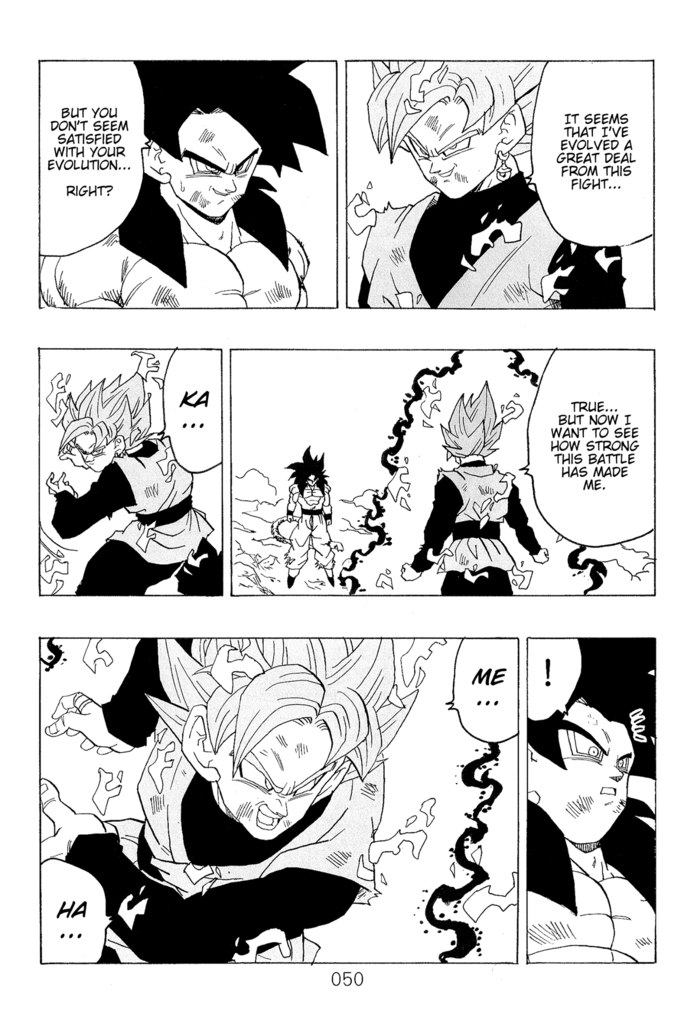 IT SEEMS
THAT I'VE
EVOLVED A
GREAT DEAL
FROM THIS
FIGHT...
BUT YOU
DON'T SEEM
SATISFIED
WITH YOUR
EVOLUTION...
RIGHT?
TRUE...
BUT NOW I
WANT TO SEE
HOW STRONG
THIS BATTLE
HAS MADE
ME.
KA
...
!
ME
...
HA
...
050